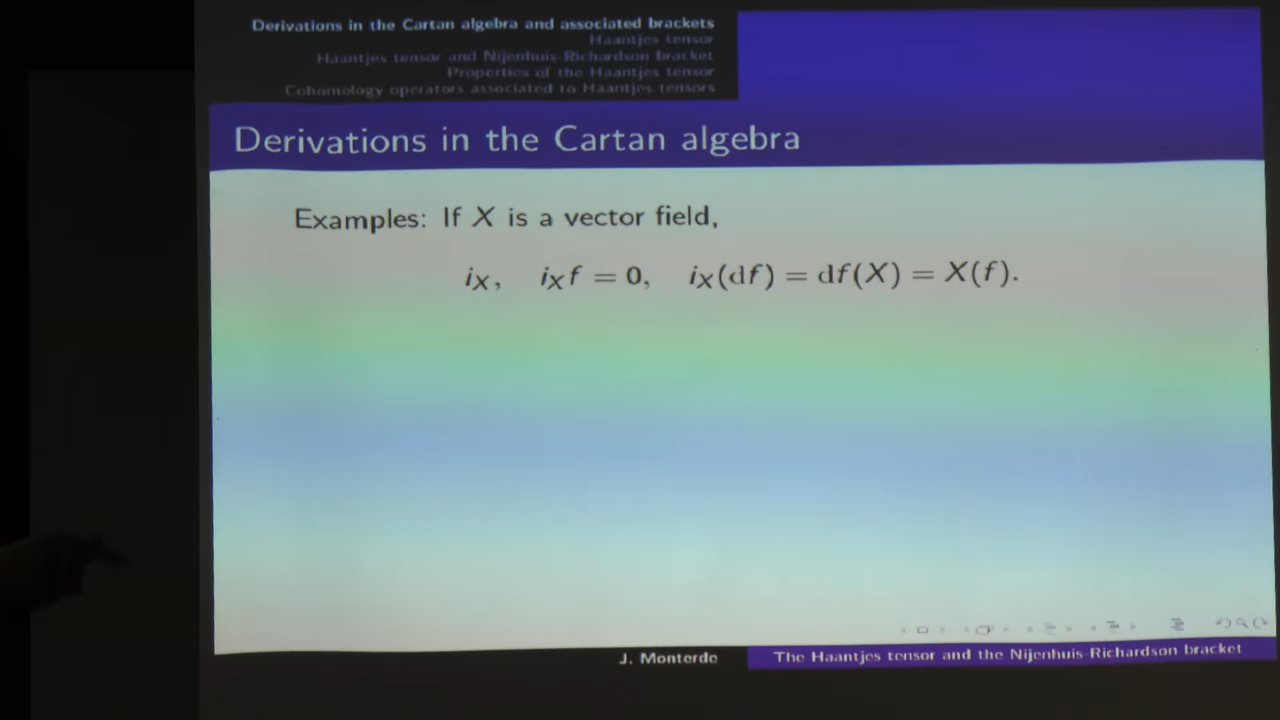 Derivations in the Cartan algebra and associated brackets
Haantjes tensor
Haantjes tensor and Nijenhuis-Richardson bracket
Properties of the Haantjes tensor
Cohomology operators associated to Haantjes tensors
Derivations in the Cartan algebra
Examples: If X is a vector field,
i_X, i_X f = 0, i_X(df) = df(X) = X(f).
J. Monterde
The Haantjes tensor and the Nijenhuis-Richardson bracket